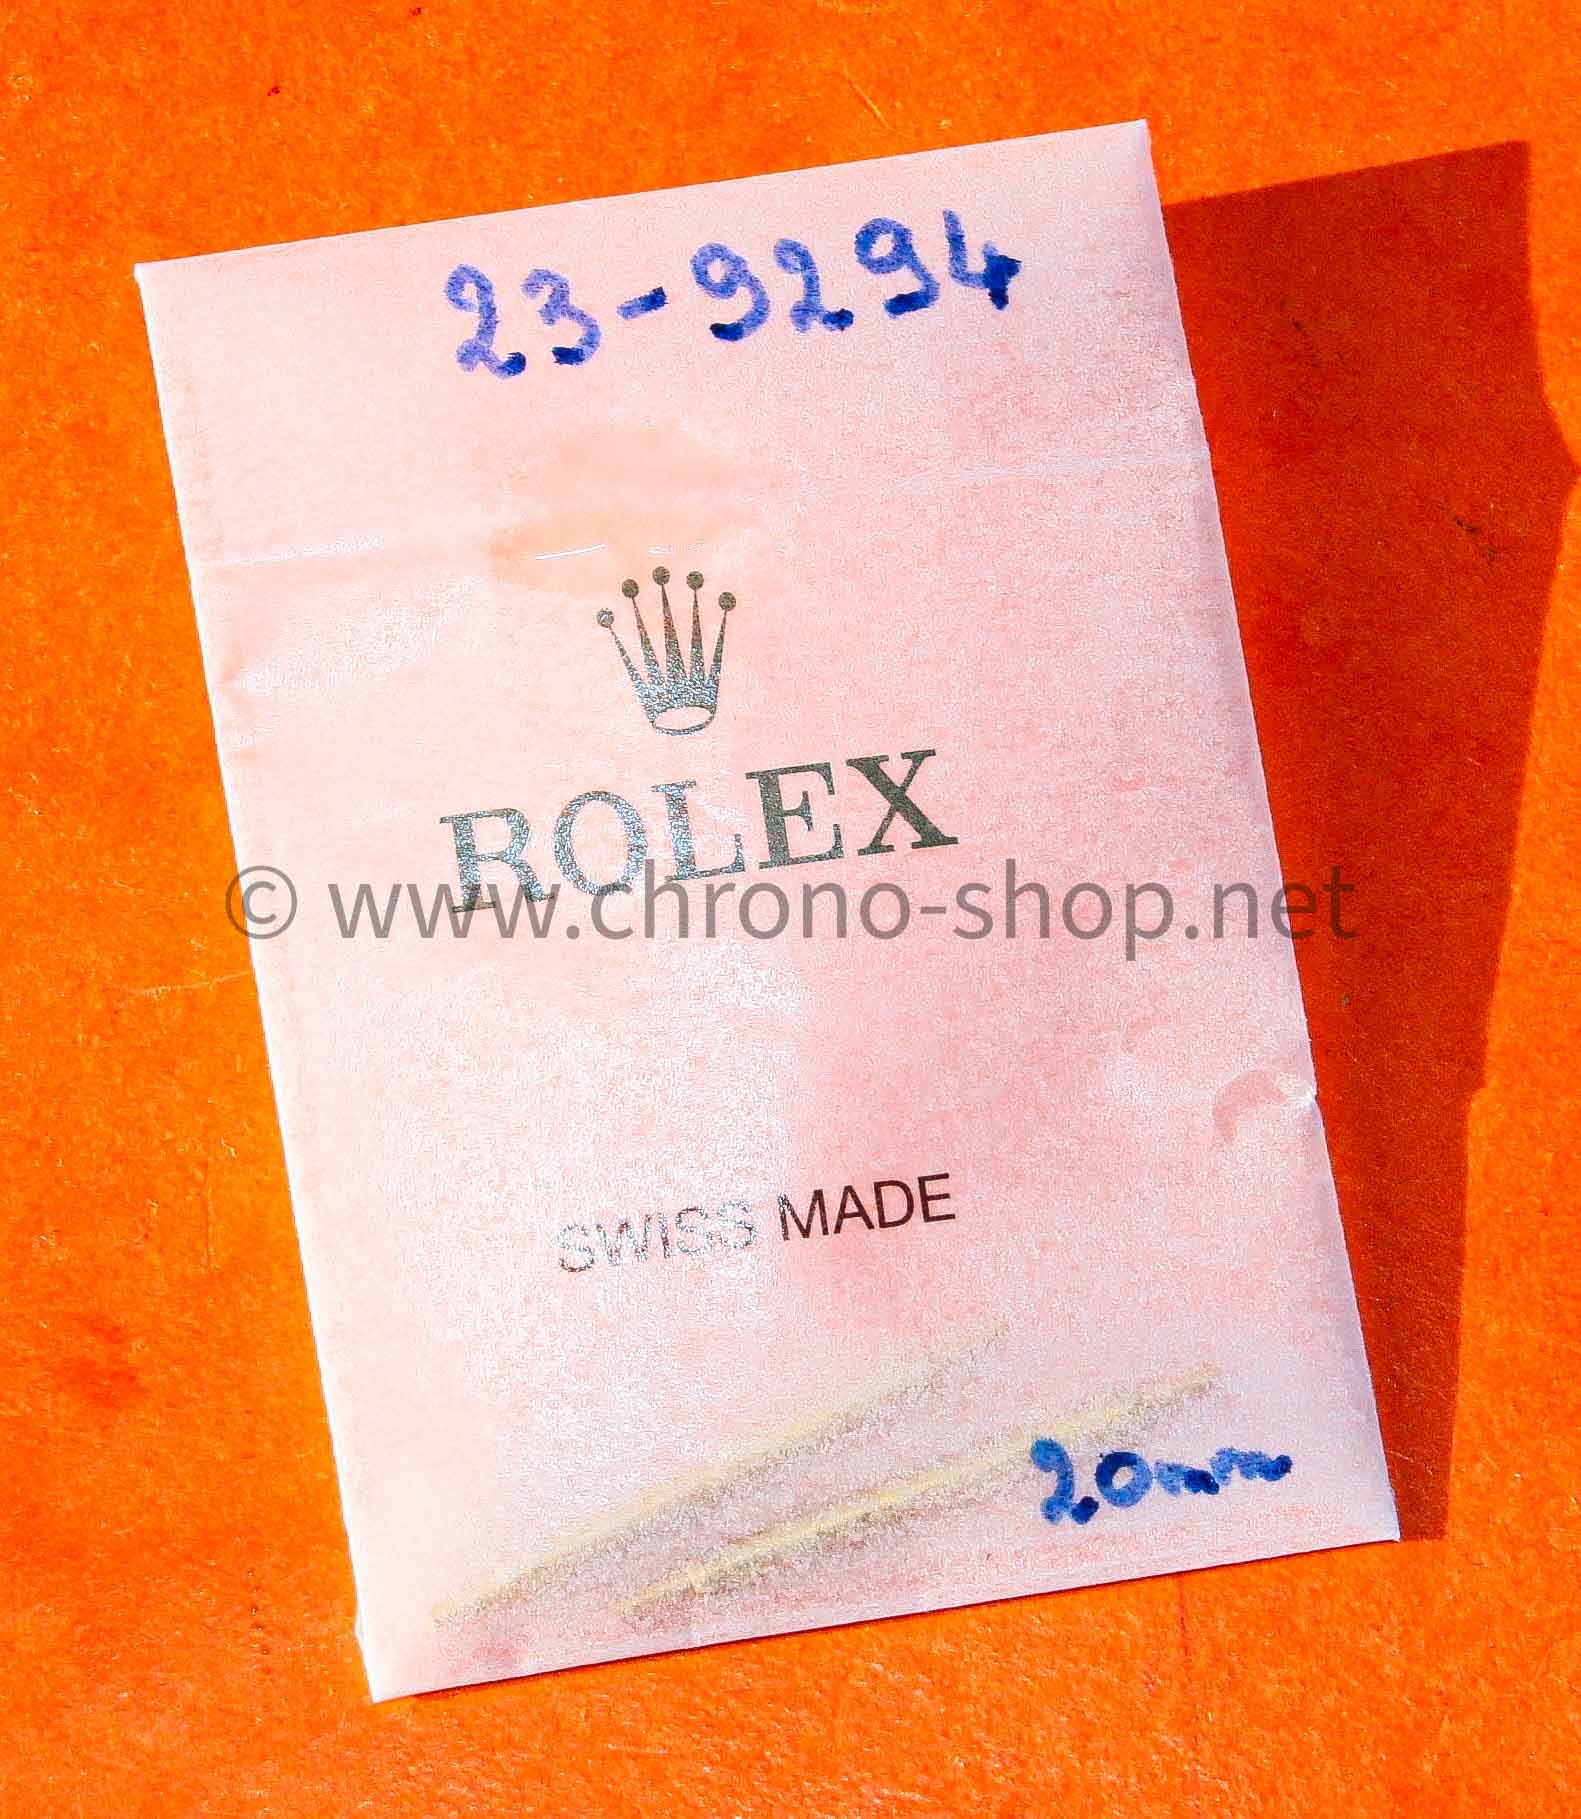 23-9294
ROLEX
© www.chrono-shop.net
SWISS MADE
20mm